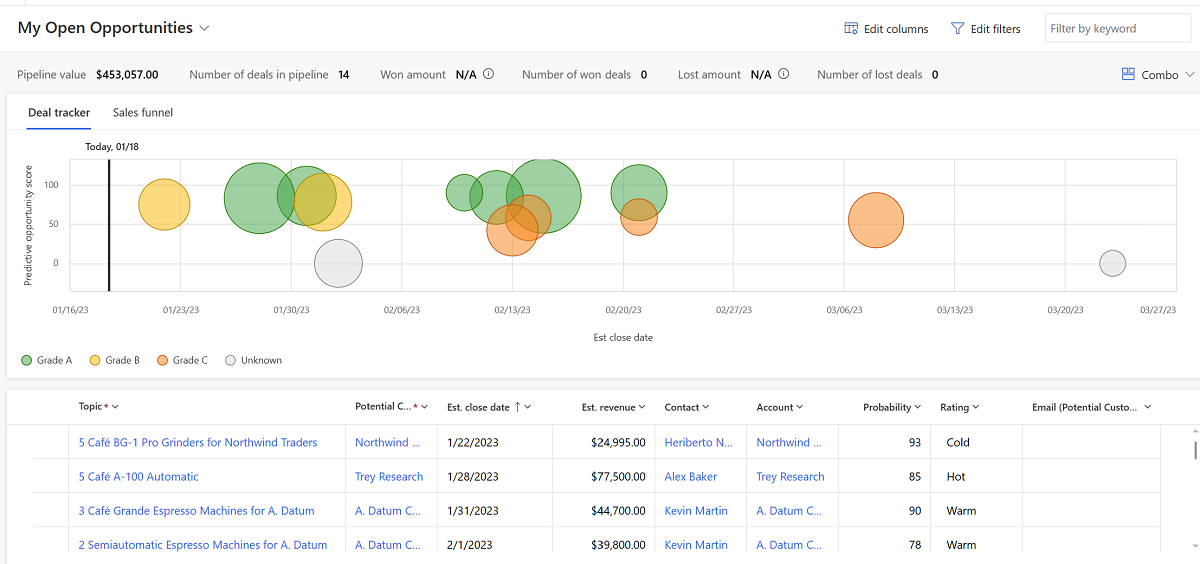 My Open Opportunities
Edit columns
Edit filters
Filter by keyword
Pipeline value $453,057.00 Number of deals in pipeline 14 Won amount N/A Number of won deals 0 Lost amount N/A Number of lost deals 0
Combo
Deal tracker Sales funnel
Today, 01/18
Predictive opportunity score
100
50
0
01/16/23 01/23/23 01/30/23 02/06/23 02/13/23 02/20/23 02/27/23 03/06/23 03/13/23 03/20/23 03/27/23
Est close date
Grade A Grade B Grade C Unknown
Topic* Potential C...* Est. close date ↑ Est. revenue Contact Account Probability Rating Email (Potential Custo...
5 Café BG-1 Pro Grinders for Northwind Traders Northwind ... 1/22/2023 $24,995.00 Heriberto N... Northwind ... 93 Cold
5 Café A-100 Automatic Trey Research 1/28/2023 $77,500.00 Alex Baker Trey Research 85 Hot
3 Café Grande Espresso Machines for A. Datum A. Datum C... 1/31/2023 $44,700.00 Kevin Martin A. Datum C... 90 Warm
2 Semiautomatic Espresso Machines for A. Datum A. Datum C... 2/1/2023 $39,800.00 Kevin Martin A. Datum C... 78 Warm